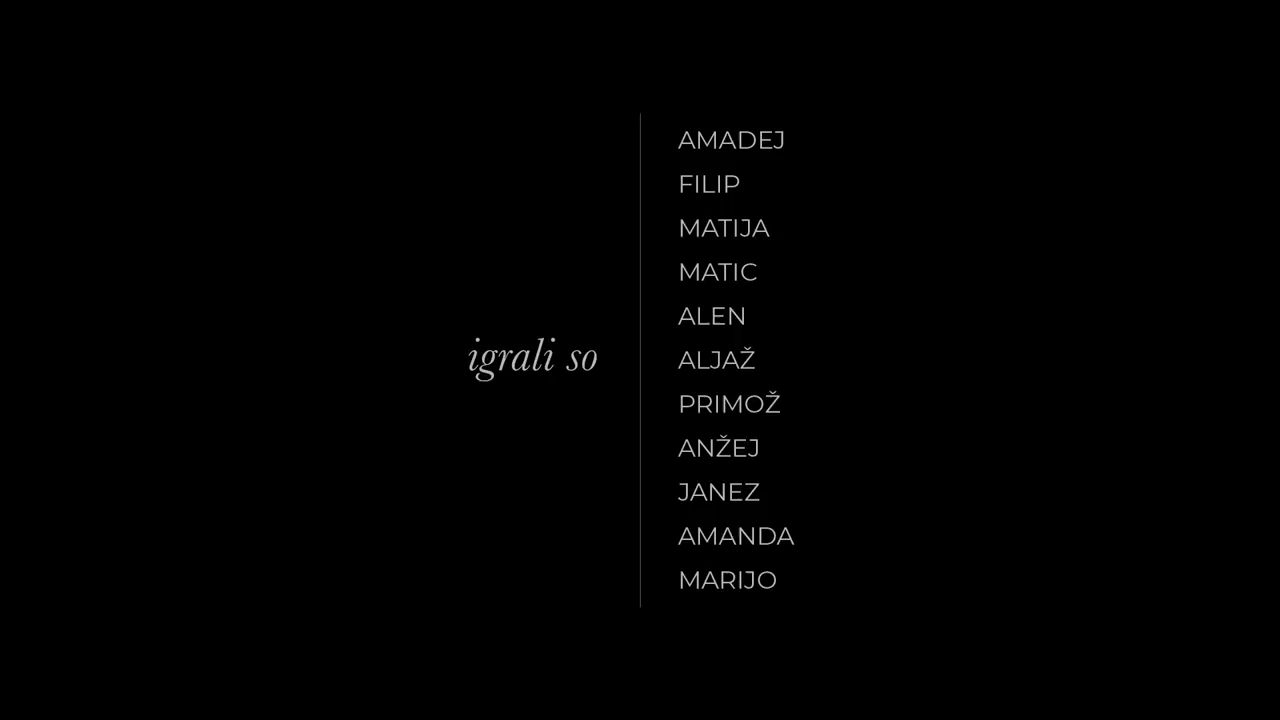 igrali so
AMADEJ
FILIP
MATIJA
MATIC
ALEN
ALJAŽ
PRIMOŽ
ANŽEJ
JANEZ
AMANDA
MARIJO